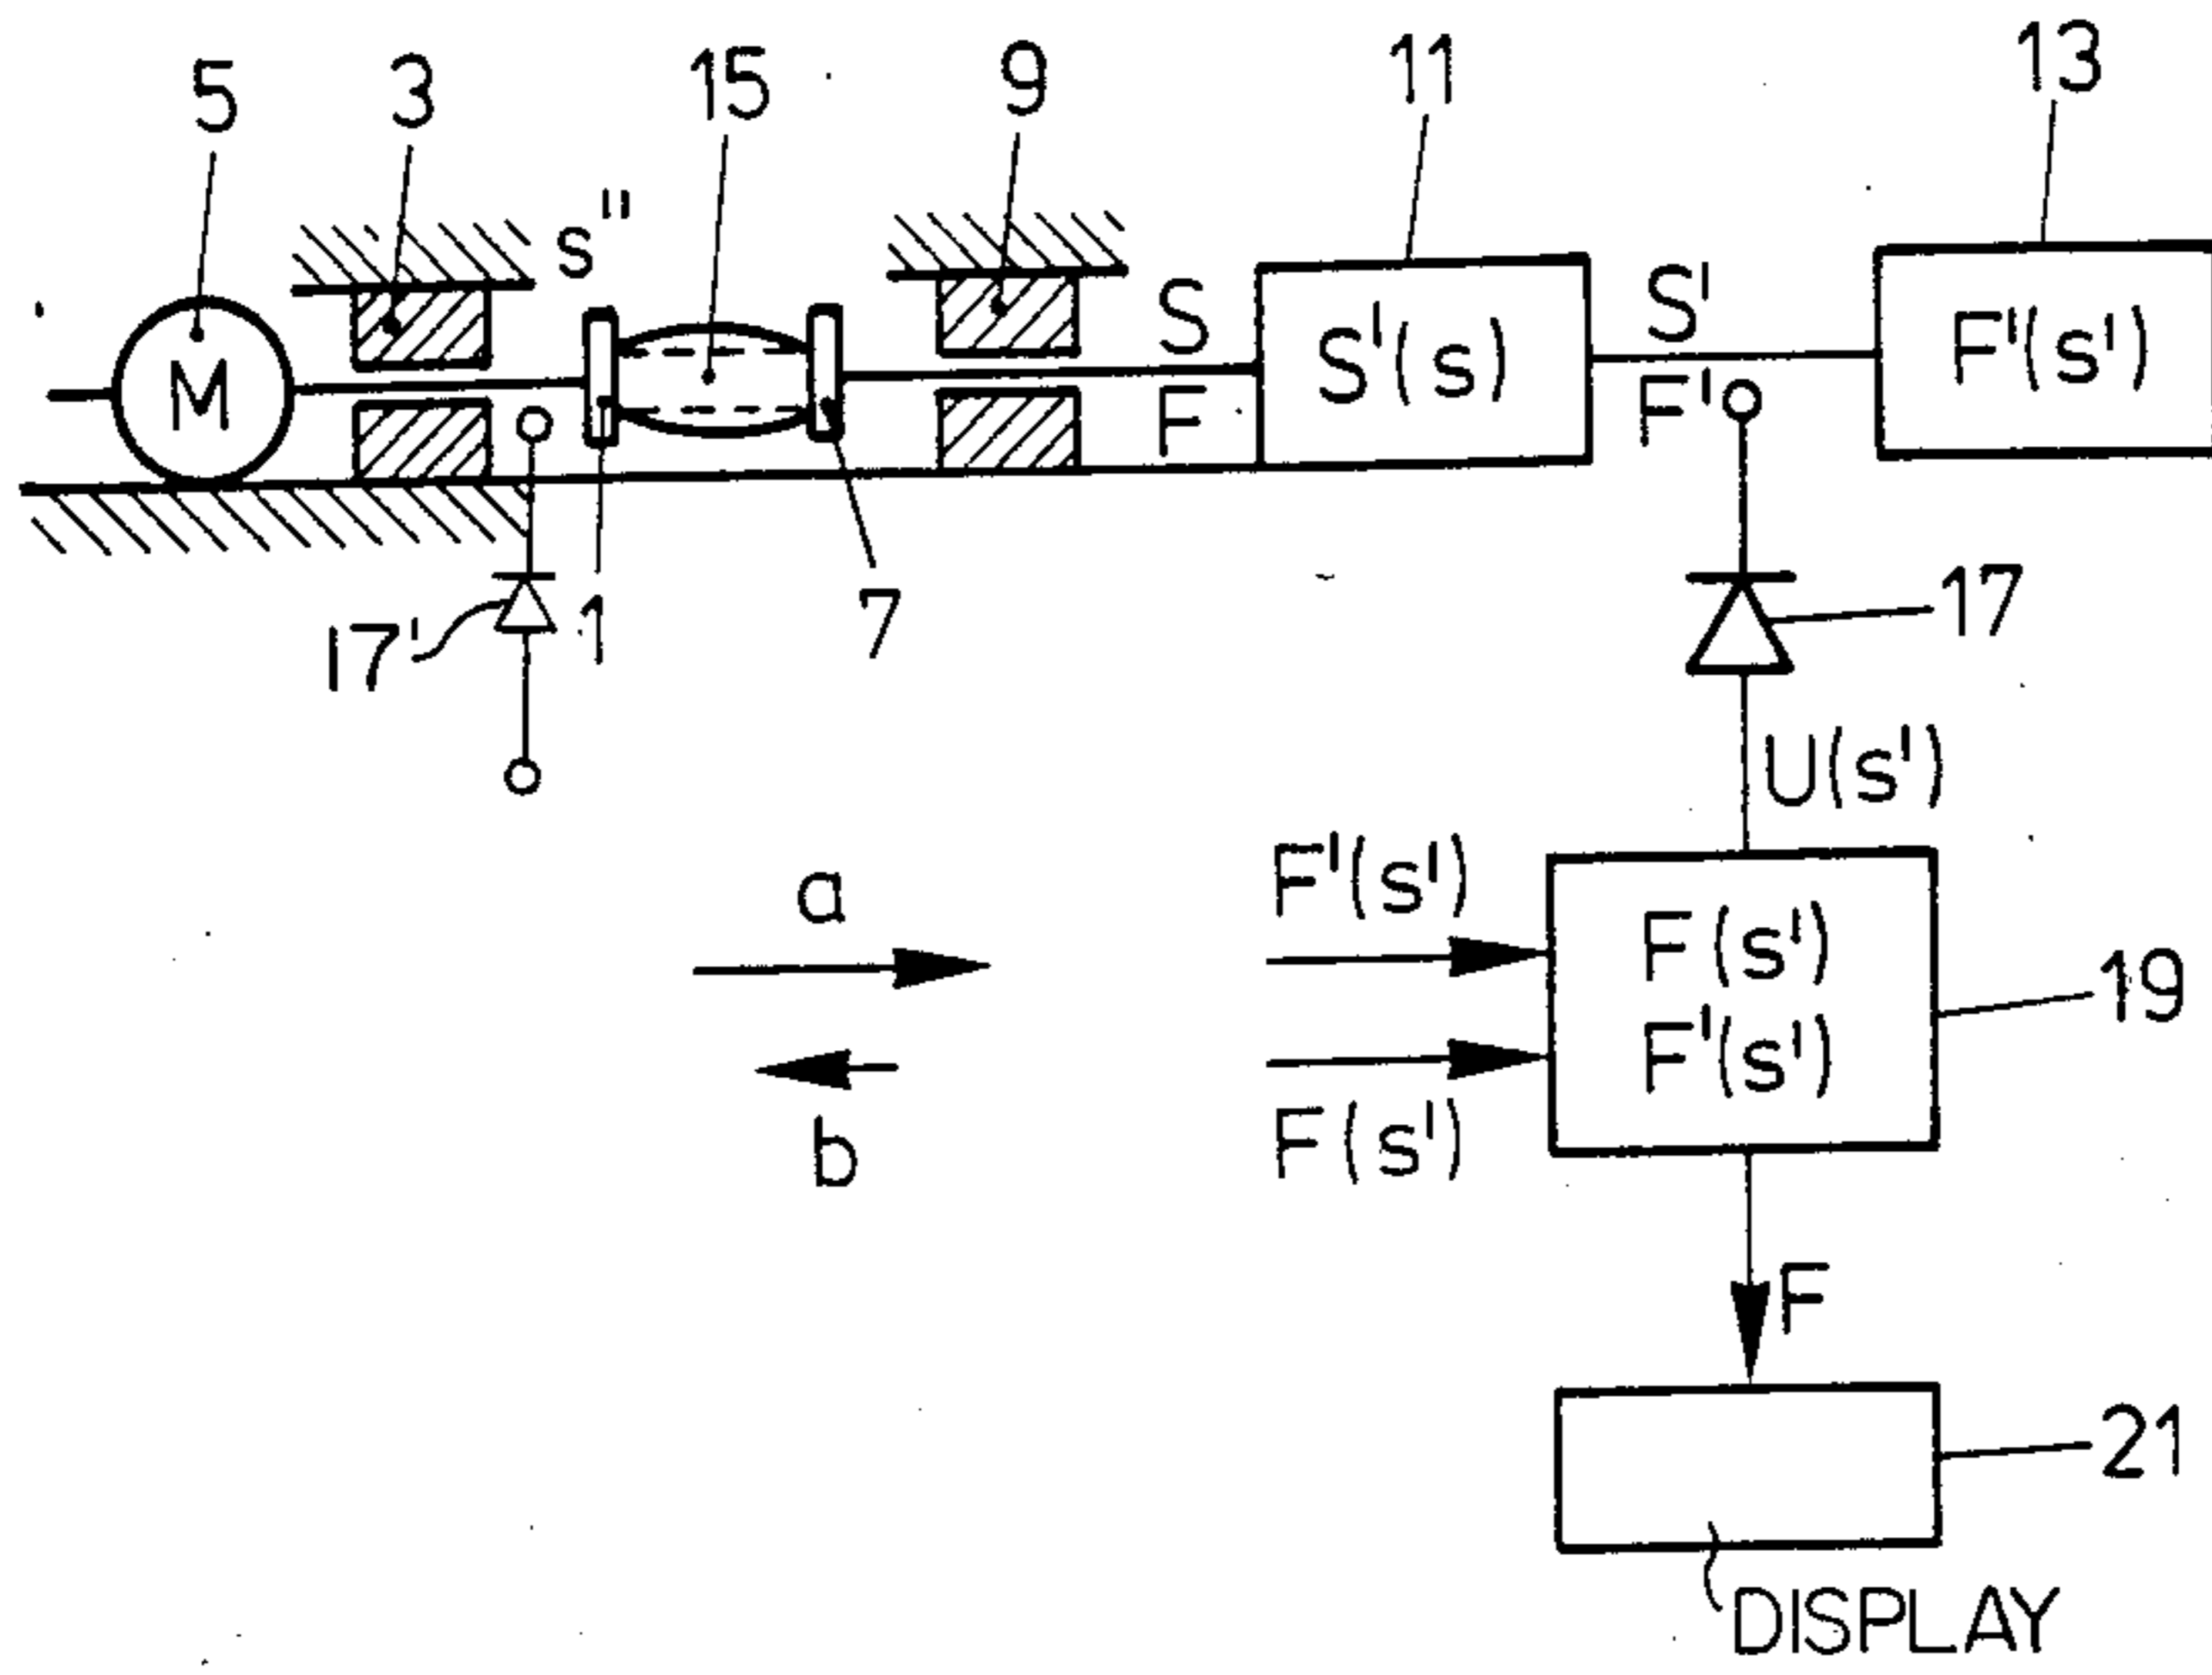 5 3 15 9 11 13
s"
M
S S'(s) S' F'(s')
F F'
17' 1 7 17
U(s')
a
F'(s')
F(s')
F'(s')
19
b
F(s')
F
21
DISPLAY